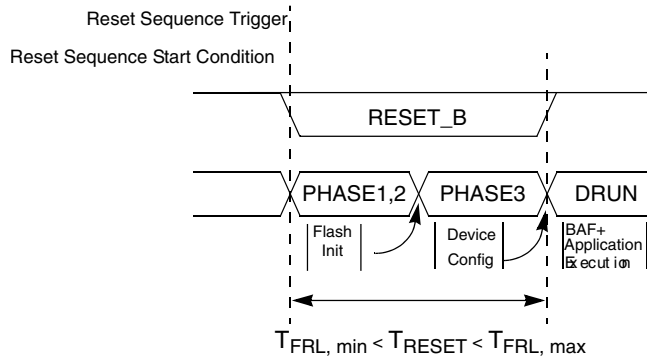 Reset Sequence Trigger
Reset Sequence Start Condition
RESET_B
PHASE1,2
PHASE3
DRUN
Flash
Init
Device
Config
BAF+
Application
Execution
TFRL, min < TRESET < TFRL, max